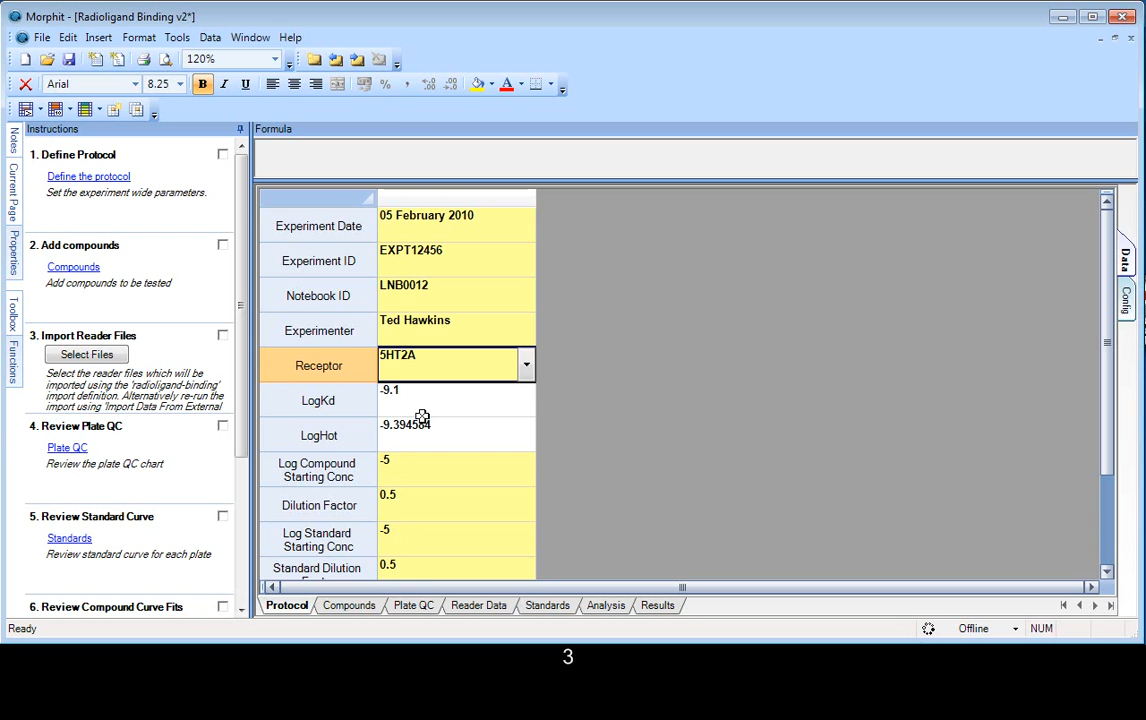 Morphit - [Radioligand Binding v2*]
File Edit Insert Format Tools Data Window Help
120%
Arial 8.25 B I U %
Instructions
Formula
Notes
Current Page
Properties
Toolbox
Functions
1. Define Protocol
Define the protocol
Set the experiment wide parameters.
2. Add compounds
Compounds
Add compounds to be tested
3. Import Reader Files
Select Files
Select the reader files which will be
imported using the 'radioligand-binding'
import definition. Alternatively re-run the
import using 'Import Data From External
4. Review Plate QC
Plate QC
Review the plate QC chart
5. Review Standard Curve
Standards
Review standard curve for each plate
6. Review Compound Curve Fits
Experiment Date 05 February 2010
Experiment ID EXPT12456
Notebook ID LNB0012
Experimenter Ted Hawkins
Receptor 5HT2A
LogKd -9.1
LogHot -9.394584
Log Compound
Starting Conc -5
Dilution Factor 0.5
Log Standard
Starting Conc -5
Standard Dilution 0.5
Data
Config
Protocol Compounds Plate QC Reader Data Standards Analysis Results
Ready Offline NUM
3